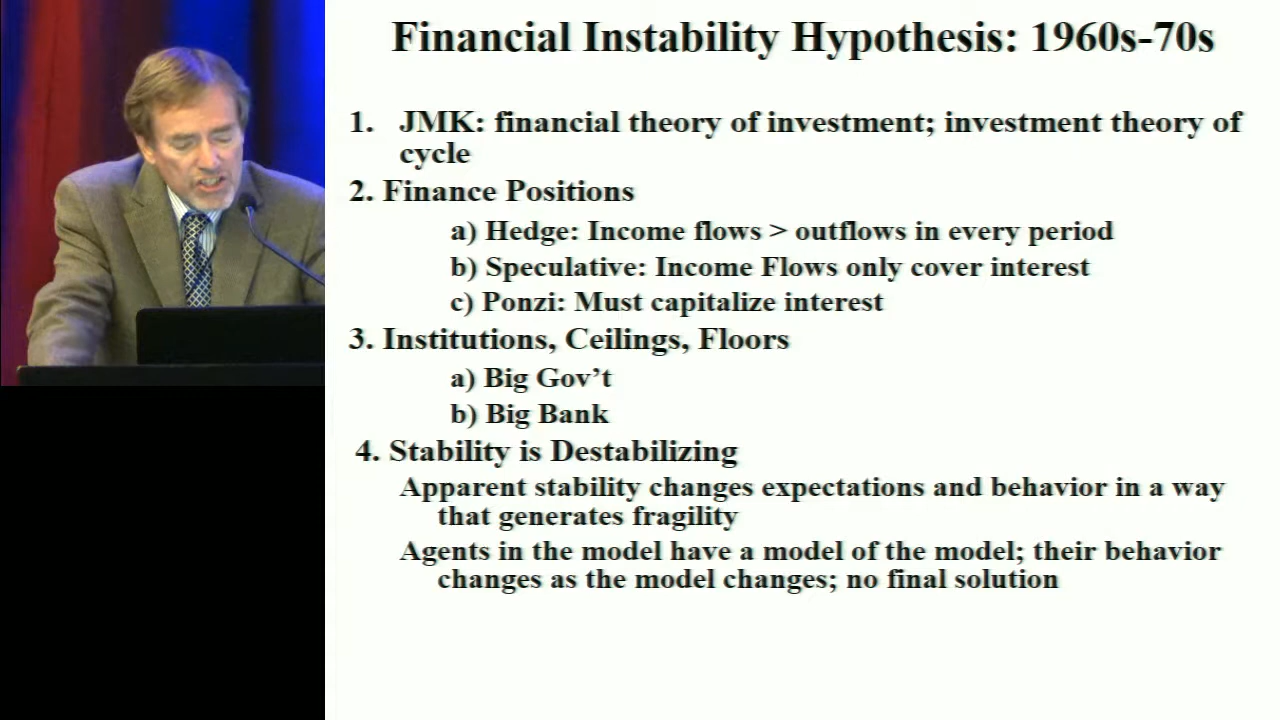 Financial Instability Hypothesis: 1960s-70s
1. JMK: financial theory of investment; investment theory of
cycle
2. Finance Positions
a) Hedge: Income flows > outflows in every period
b) Speculative: Income Flows only cover interest
c) Ponzi: Must capitalize interest
3. Institutions, Ceilings, Floors
a) Big Gov’t
b) Big Bank
4. Stability is Destabilizing
Apparent stability changes expectations and behavior in a way
that generates fragility
Agents in the model have a model of the model; their behavior
changes as the model changes; no final solution